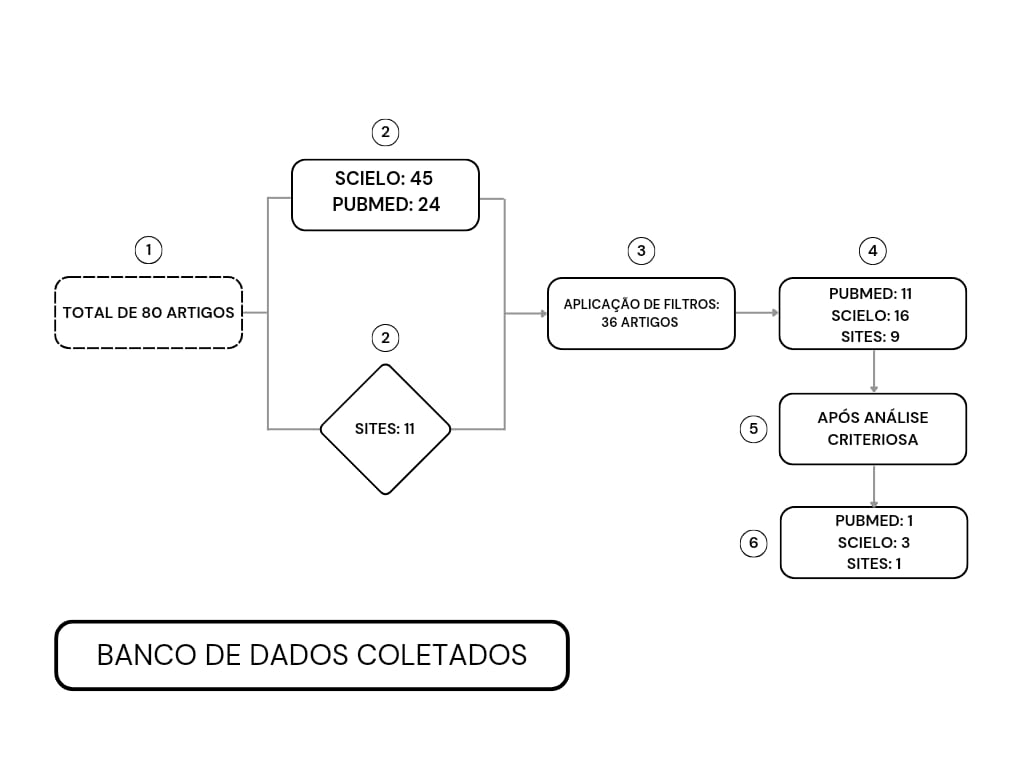 1
TOTAL DE 80 ARTIGOS
2
SCIELO: 45
PUBMED: 24
2
SITES: 11
3
APLICAÇÃO DE FILTROS:
36 ARTIGOS
4
PUBMED: 11
SCIELO: 16
SITES: 9
5
APÓS ANÁLISE
CRITERIOSA
6
PUBMED: 1
SCIELO: 3
SITES: 1
BANCO DE DADOS COLETADOS